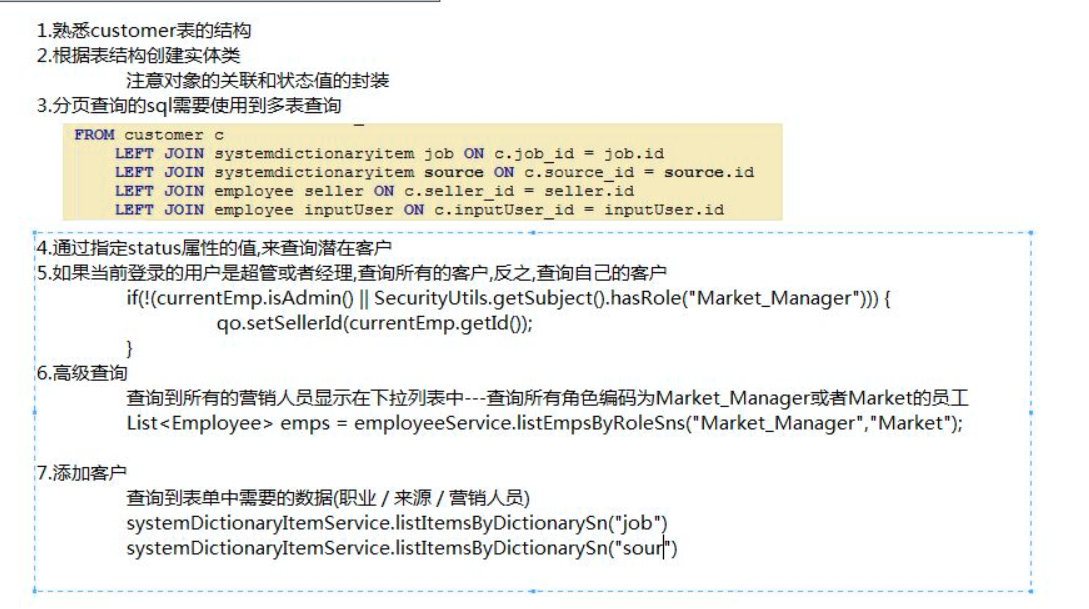 1.熟悉customer表的结构
2.根据表结构创建实体类
注意对象的关联和状态值的封装
3.分页查询的sql需要使用到多表查询
FROM customer c
LEFT JOIN systemdictionaryitem job ON c.job_id = job.id
LEFT JOIN systemdictionaryitem source ON c.source_id = source.id
LEFT JOIN employee seller ON c.seller_id = seller.id
LEFT JOIN employee inputUser ON c.inputUser_id = inputUser.id
4.通过指定status属性的值,来查询潜在客户
5.如果当前登录的用户是超管或者经理,查询所有的客户,反之,查询自己的客户
if(!(currentEmp.isAdmin() || SecurityUtils.getSubject().hasRole("Market_Manager"))) {
qo.setSellerId(currentEmp.getId());
}
6.高级查询
查询到所有的营销人员显示在下拉列表中---查询所有角色编码为Market_Manager或者Market的员工
List<Employee> emps = employeeService.listEmpsByRoleSns("Market_Manager","Market");
7.添加客户
查询到表单中需要的数据(职业 / 来源 / 营销人员)
systemDictionaryItemService.listItemsByDictionarySn("job")
systemDictionaryItemService.listItemsByDictionarySn("sour")